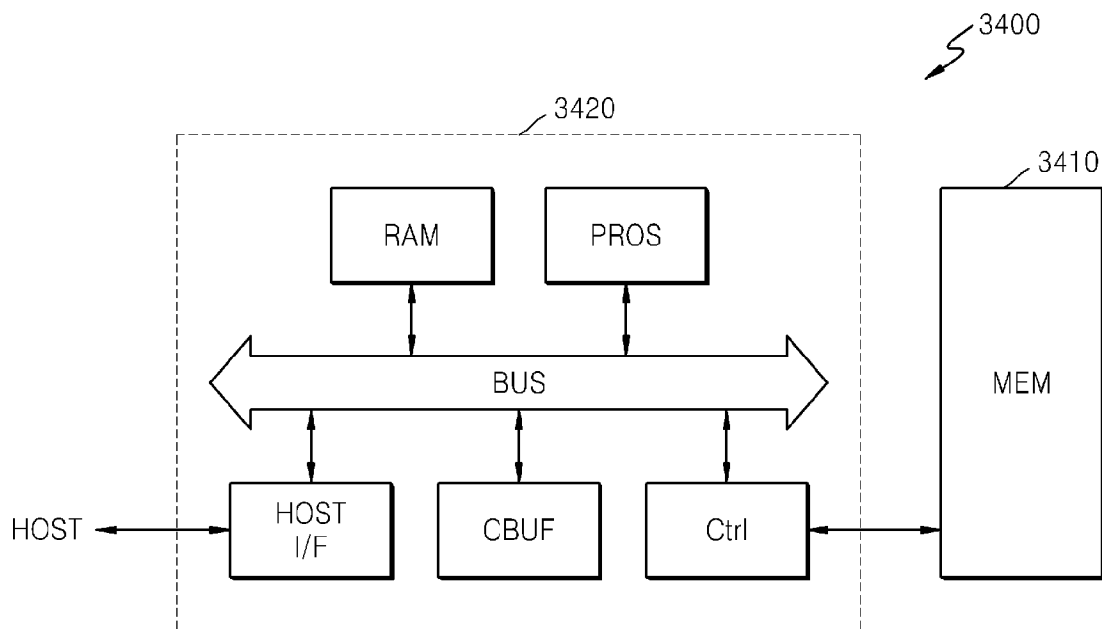 3400
3420
3410
RAM
PROS
BUS
MEM
HOST
HOST
I/F
CBUF
Ctrl